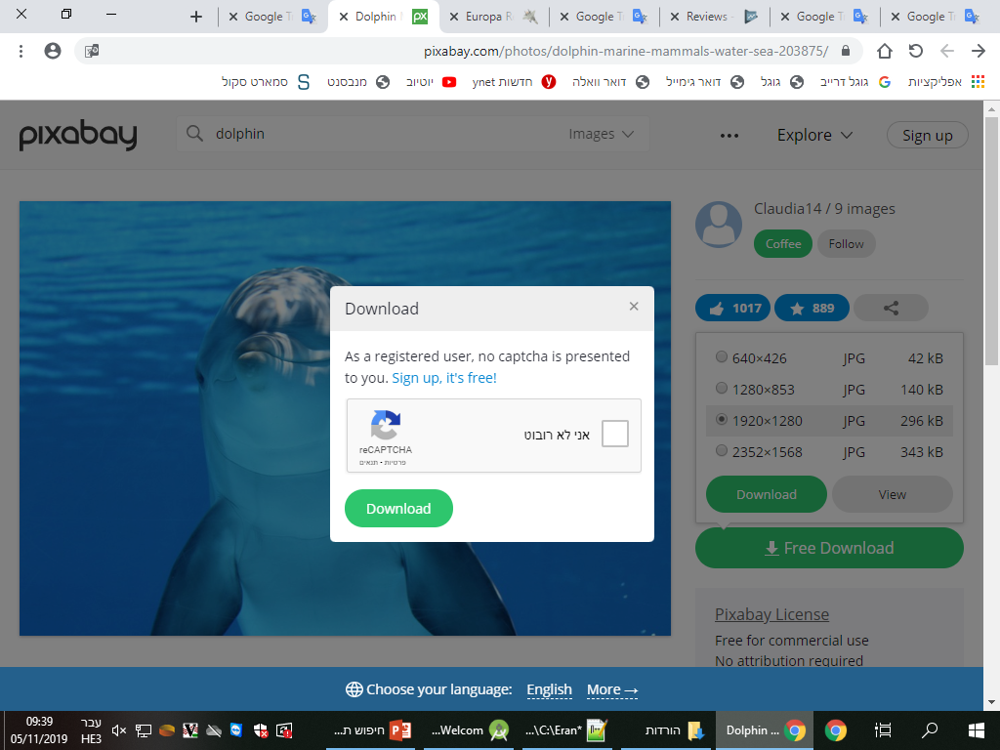 Google T
Dolphin
Europa R
Google T
Reviews -
Google T
Google T
pixabay.com/photos/dolphin-marine-mammals-water-sea-203875/
אפליקציות
גוגל דרייב
גוגל
דואר גימייל
דואר וואלה
חדשות ynet
יוטיוב
מנבסנט
סמארט סקול
pixabay
dolphin
Images
Explore
Sign up
Claudia14 / 9 images
Coffee
Follow
1017
889
Download
×
As a registered user, no captcha is presented
to you. Sign up, it's free!
אני לא רובוט
reCAPTCHA
פרטיות - תנאים
Download
640×426 JPG 42 kB
1280×853 JPG 140 kB
1920×1280 JPG 296 kB
2352×1568 JPG 343 kB
Download
View
Free Download
Pixabay License
Free for commercial use
No attribution required
Choose your language: English More →
09:39
05/11/2019
עבר
HE3
חיפוש ת...
Welcom...
*C:\Eran\...
הורדות
Dolphin ...